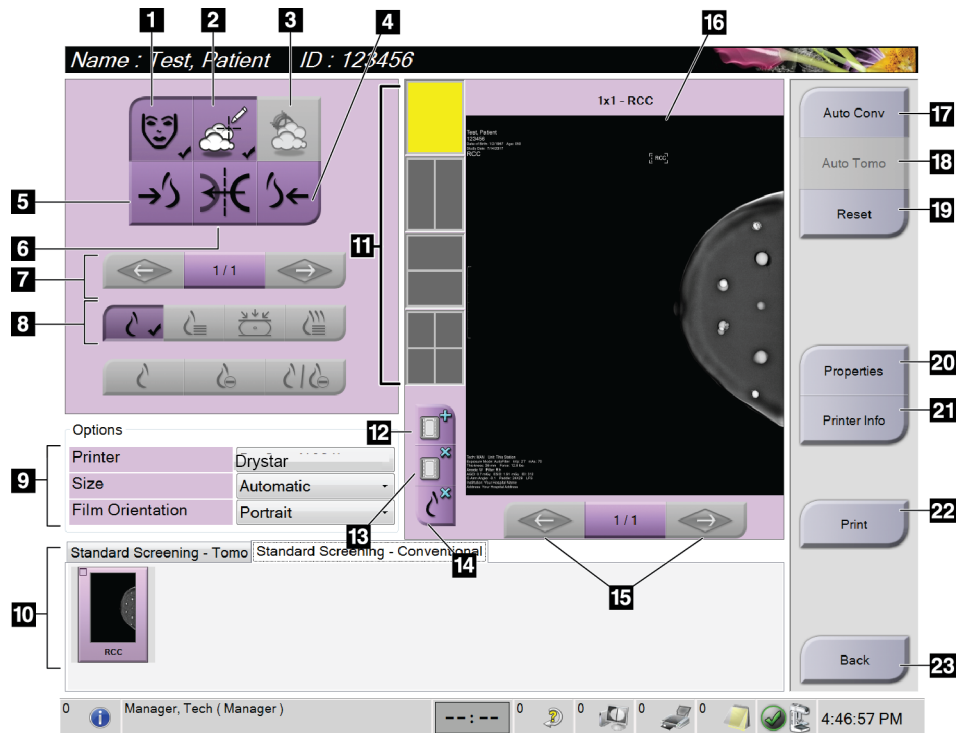 1 2 3 4
Name : Test, Patient ID : 123456
5
6
7
1 / 1
8
Options
9
Printer Drystar
Size Automatic
Film Orientation Portrait
10
Standard Screening - Tomo Standard Screening - Conventional
RCC
11
12
13
14
16
1x1 - RCC
Test, Patient
123456
RCC
RCC
1 / 1
15
Auto Conv 17
Auto Tomo 18
Reset 19
Properties 20
Printer Info 21
Print 22
Back 23
0 Manager, Tech ( Manager ) --:-- 0 0 0 0 4:46:57 PM